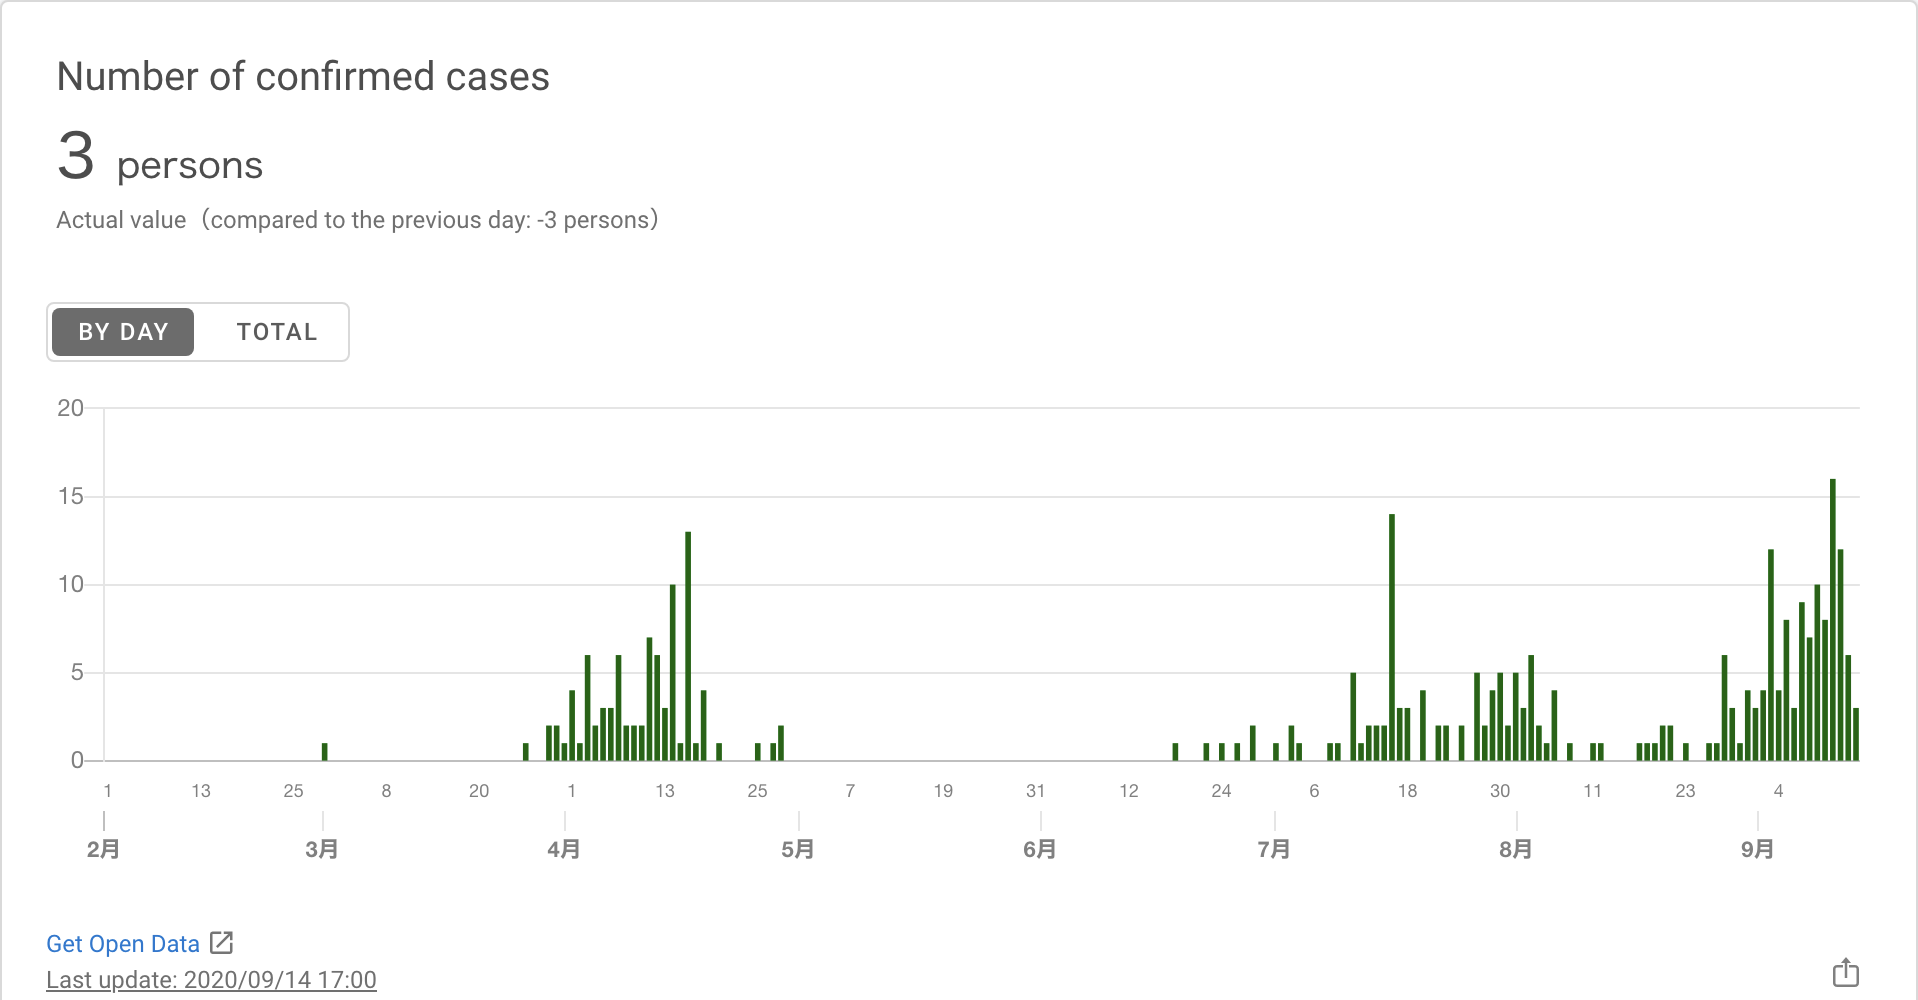 Number of confirmed cases
3 persons
Actual value（compared to the previous day: -3 persons）
BY DAY TOTAL
20
15
10
5
0
1 13 25 8 20 1 13 25 7 19 31 12 24 6 18 30 11 23 4
2月 3月 4月 5月 6月 7月 8月 9月
Get Open Data
Last update: 2020/09/14 17:00